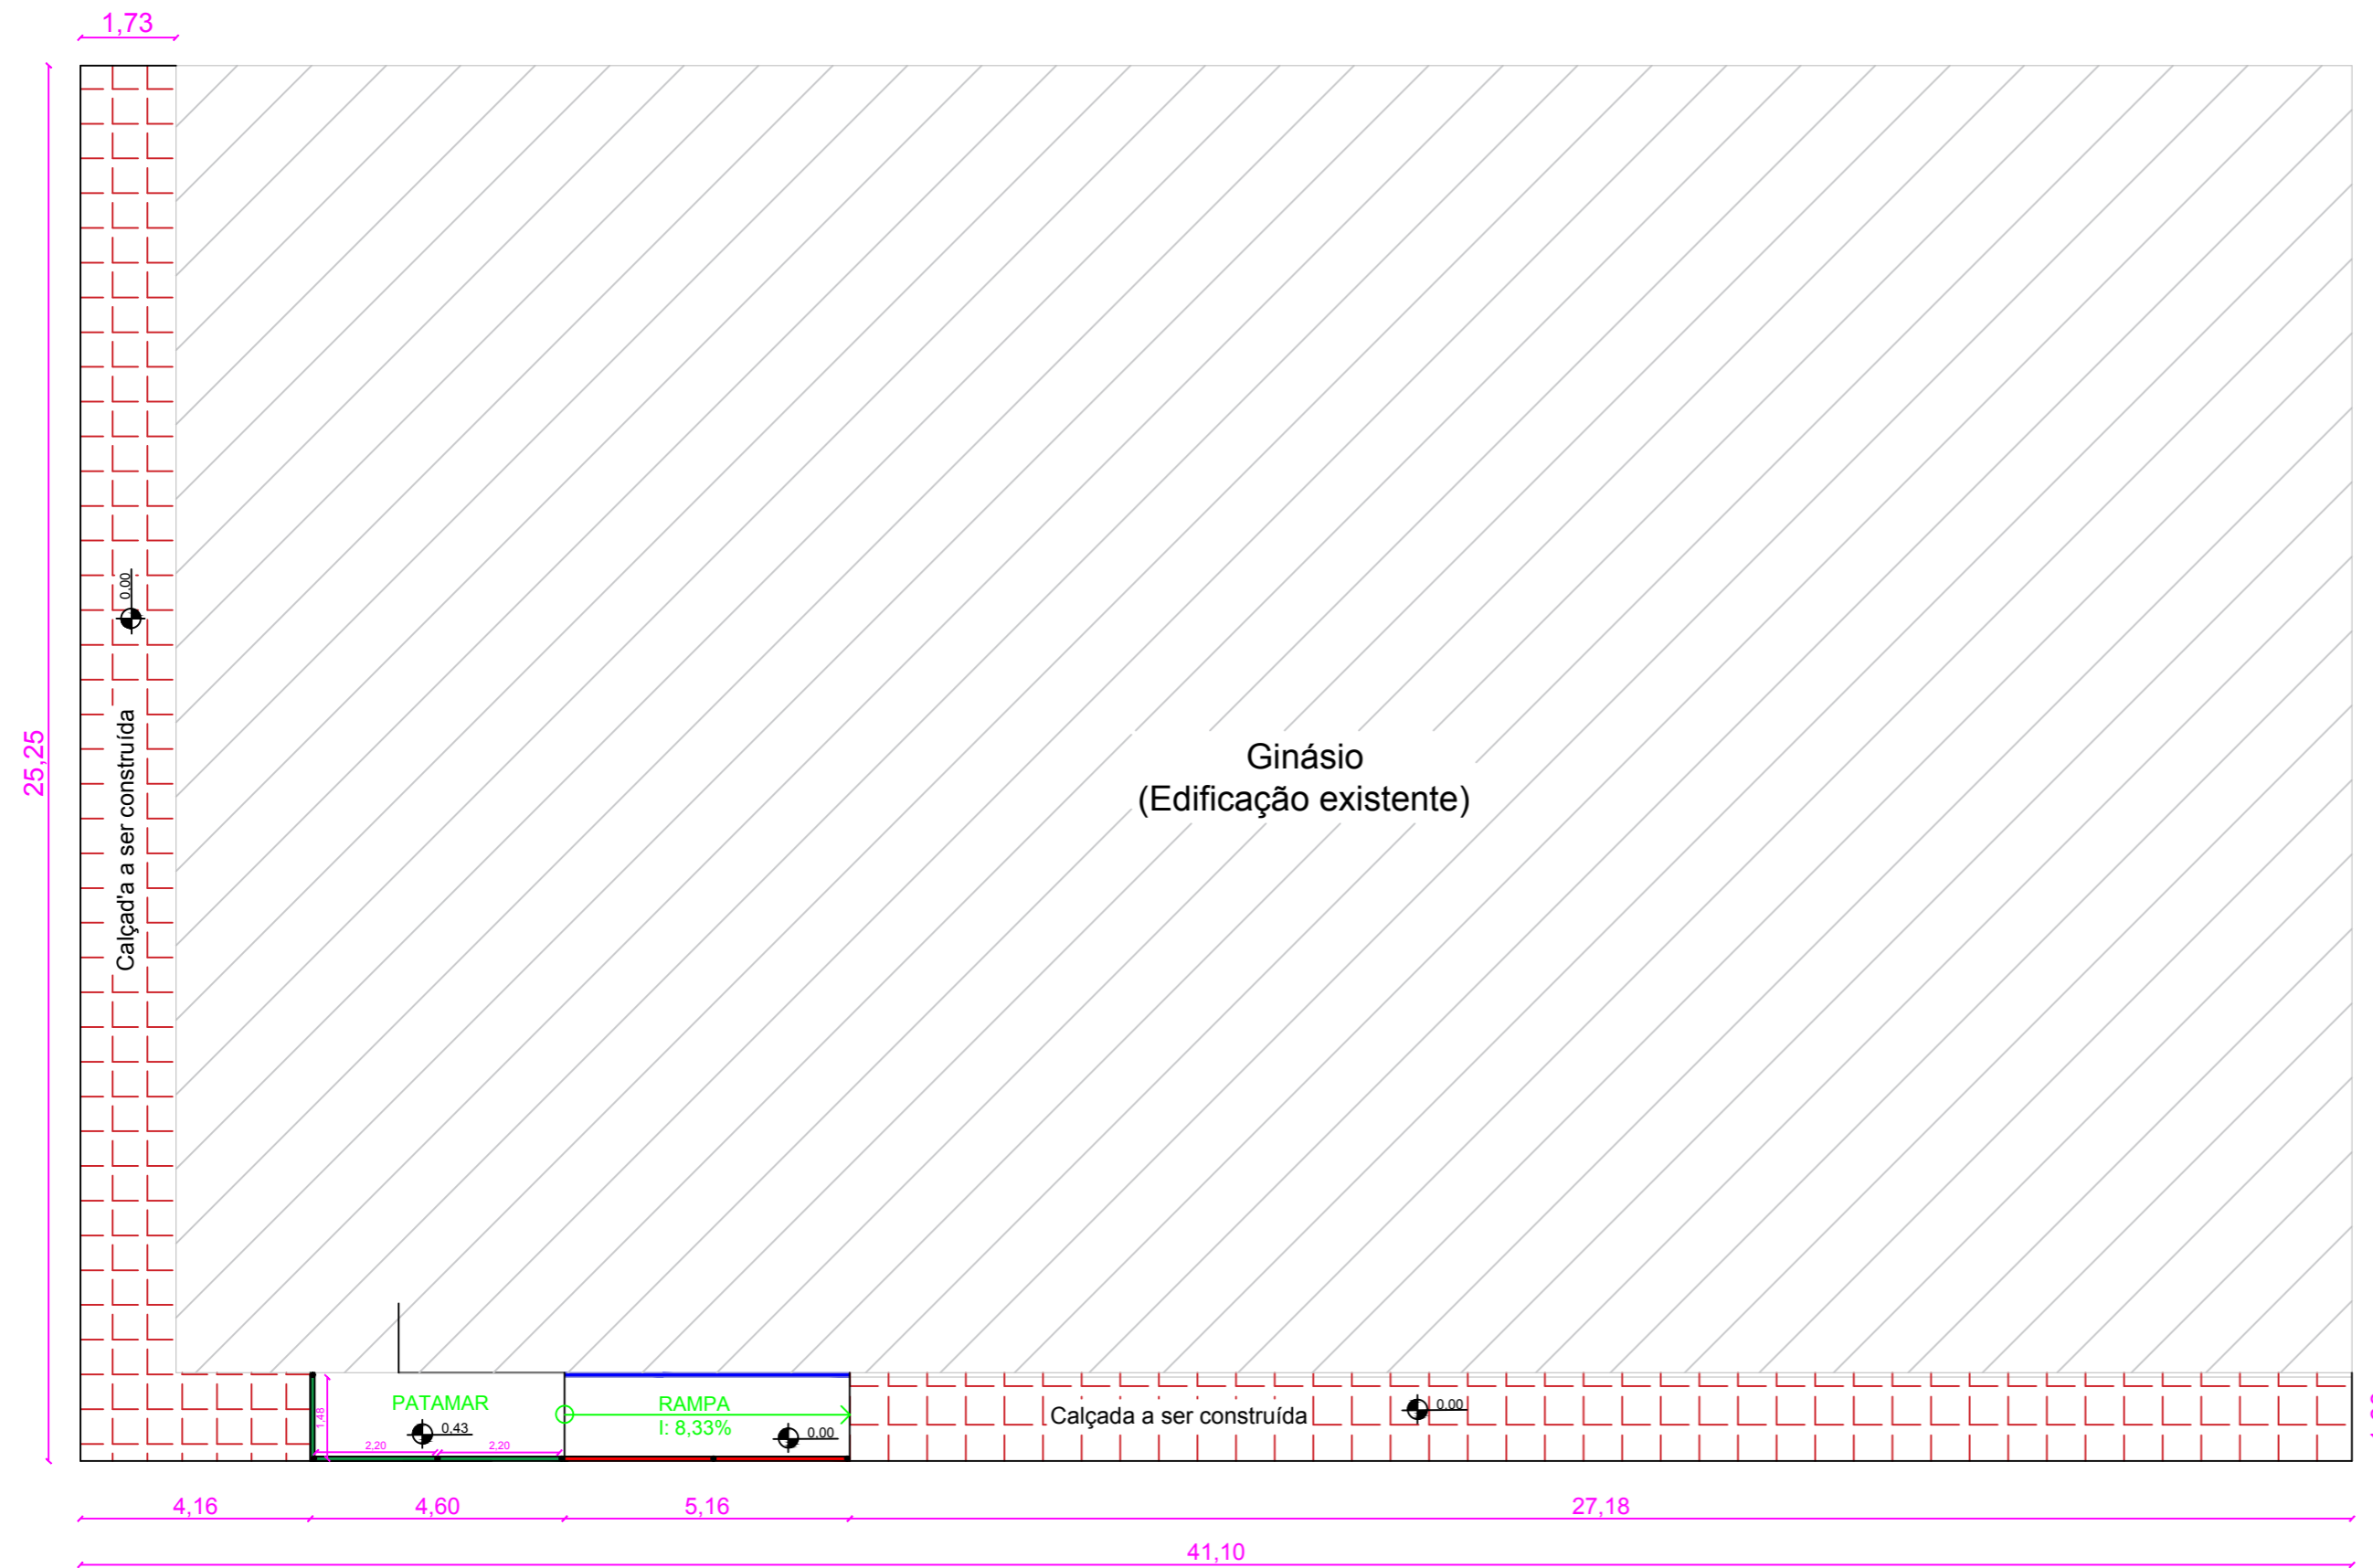 1,73
25,25
0.00
Calçad'a a ser construída
Ginásio
(Edificação existente)
PATAMAR
0,43
1,48
2,20
2,20
RAMPA
I: 8,33%
0,00
Calçada a ser construída
0.00
4,16
4,60
5,16
27,18
41,10